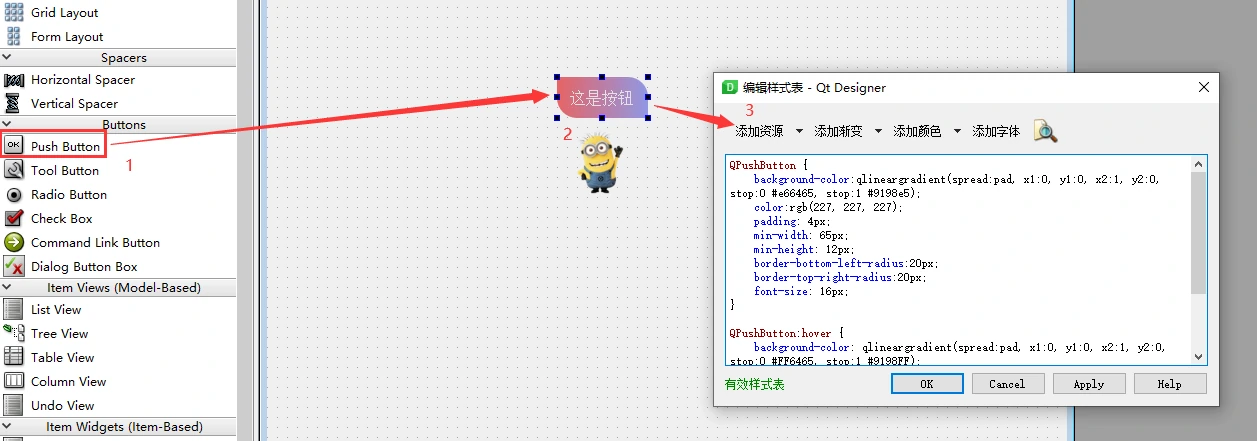 Grid Layout
Form Layout
Spacers
Horizontal Spacer
Vertical Spacer
Buttons
OK
Push Button
1
Tool Button
Radio Button
Check Box
Command Link Button
Dialog Button Box
Item Views (Model-Based)
List View
Tree View
Table View
Column View
Undo View
Item Widgets (Item-Based)
这是按钮
2
D 编辑样式表 - Qt Designer
3
添加资源 添加渐变 添加颜色 添加字体
QPushButton {
background-color:qlineargradient(spread:pad, x1:0, y1:0, x2:1, y2:0,
stop:0 #e66465, stop:1 #9198e5);
color:rgb(227, 227, 227);
padding: 4px;
min-width: 65px;
min-height: 12px;
border-bottom-left-radius:20px;
border-top-right-radius:20px;
font-size: 16px;
}
QPushButton:hover {
background-color: qlineargradient(spread:pad, x1:0, y1:0, x2:1, y2:0,
stop:0 #FF6465, stop:1 #9198FF);
有效样式表
OK Cancel Apply Help